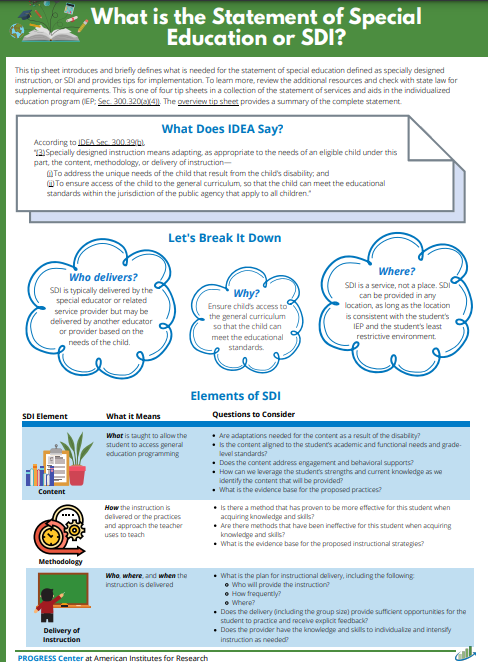 What is the Statement of Special
Education or SDI?
This tip sheet introduces and briefly defines what is needed for the statement of special education defined as specially designed
instruction, or SDI and provides tips for implementation. To learn more, review the additional resources and check with state law for
supplemental requirements. This is one of four tip sheets in a collection of the statement of services and aids in the individualized
education program (IEP; Sec. 300.320(a)(4)). The overview tip sheet provides a summary of the complete statement.
What Does IDEA Say?
According to IDEA Sec. 300.39(b),
"(3)Specially designed instruction means adapting, as appropriate to the needs of an eligible child under this
part, the content, methodology, or delivery of instruction—
(i)To address the unique needs of the child that result from the child's disability; and
(ii)To ensure access of the child to the general curriculum, so that the child can meet the educational
standards within the jurisdiction of the public agency that apply to all children."
Let's Break It Down
Who delivers?
SDI is typically delivered by the
special educator or related
service provider but may be
delivered by another educator
or provider based on the
needs of the child.
Why?
Ensure child's access to
the general curriculum
so that the child can
meet the educational
standards.
Where?
SDI is a service, not a place. SDI
can be provided in any
location, as long as the location
is consistent with the student's
IEP and the student's least
restrictive environment.
Elements of SDI
SDI Element
What it Means
Questions to Consider
Content
What is taught to allow the
student to access general
education programming
• Are adaptations needed for the content as a result of the disability?
• Is the content aligned to the student's academic and functional needs and grade-
level standards?
• Does the content address engagement and behavioral supports?
• How can we leverage the student's strengths and current knowledge as we
identify the content that will be provided?
• What is the evidence base for the proposed practices?
Methodology
How the instruction is
delivered or the practices
and approach the teacher
uses to teach
• Is there a method that has proven to be more effective for this student when
acquiring knowledge and skills?
• Are there methods that have been ineffective for this student when acquiring
knowledge and skills?
• What is the evidence base for the proposed instructional strategies?
Delivery of
Instruction
Who, where, and when the
instruction is delivered
• What is the plan for instructional delivery, including the following:
Who will provide the instruction?
How frequently?
Where?
• Does the delivery (including the group size) provide sufficient opportunities for the
student to practice and receive explicit feedback?
• Does the provider have the knowledge and skills to individualize and intensify
instruction as needed?
PROGRESS Center at American Institutes for Research